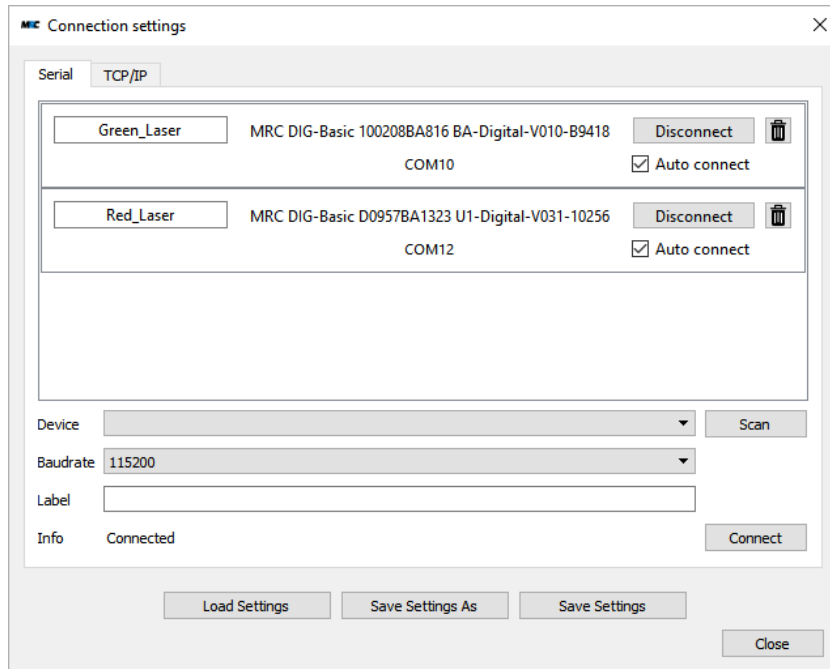 MRC Connection settings
Serial TCP/IP
Green_Laser MRC DIG-Basic 100208BA816 BA-Digital-V010-B9418 Disconnect
COM10 Auto connect
Red_Laser MRC DIG-Basic D0957BA1323 U1-Digital-V031-10256 Disconnect
COM12 Auto connect
Device Scan
Baudrate 115200
Label
Info Connected Connect
Load Settings Save Settings As Save Settings
Close